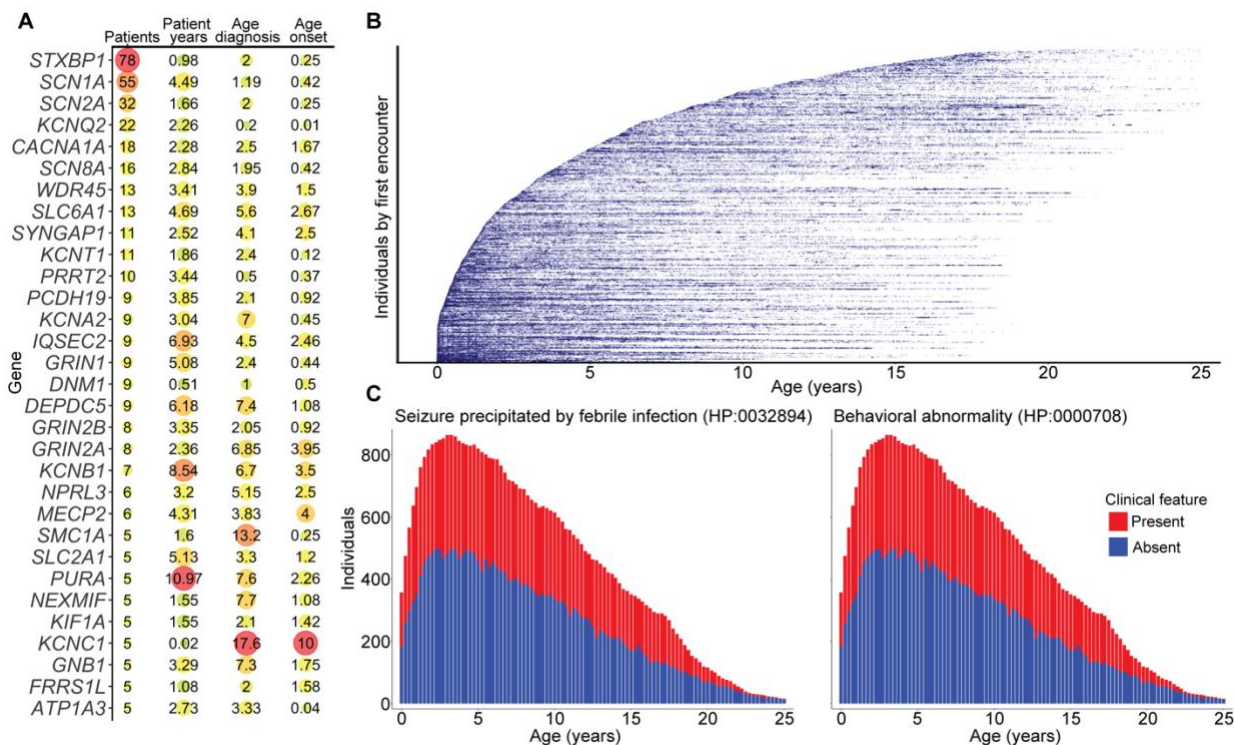 A
Patients
Patient years
Age diagnosis
Age onset
Gene
STXBP1 78 0.98 2 0.25
SCN1A 55 4.49 1.19 0.42
SCN2A 32 1.66 2 0.25
KCNQ2 22 2.26 0.2 0.01
CACNA1A 18 2.28 2.5 1.67
SCN8A 16 2.84 1.95 0.42
WDR45 13 3.41 3.9 1.5
SLC6A1 13 4.69 5.6 2.67
SYNGAP1 11 2.52 4.1 2.5
KCNT1 11 1.86 2.4 0.12
PRRT2 10 3.44 0.5 0.37
PCDH19 9 3.85 2.1 0.92
KCNA2 9 3.04 7 0.45
IQSEC2 9 6.93 4.5 2.46
GRIN1 9 5.08 2.4 0.44
DNM1 9 0.51 1 0.5
DEPDC5 9 6.18 7.4 1.08
GRIN2B 8 3.35 2.05 0.92
GRIN2A 8 2.36 6.85 3.95
KCNB1 7 8.54 6.7 3.5
NPRL3 6 3.2 5.15 2.5
MECP2 6 4.31 3.83 4
SMC1A 5 1.6 13.2 0.25
SLC2A1 5 5.13 3.3 1.2
PURA 5 10.97 7.6 2.26
NEXMIF 5 1.55 7.7 1.08
KIF1A 5 1.55 2.1 1.42
KCNC1 5 0.02 17.6 10
GNB1 5 3.29 7.3 1.75
FRRS1L 5 1.08 2 1.58
ATP1A3 5 2.73 3.33 0.04
B
Individuals by first encounter
0 5 10 15 20 25
Age (years)
C
Seizure precipitated by febrile infection (HP:0032894)
Individuals
800
600
400
200
0
0 5 10 15 20 25
Age (years)
Behavioral abnormality (HP:0000708)
0 5 10 15 20 25
Age (years)
Clinical feature
Present
Absent